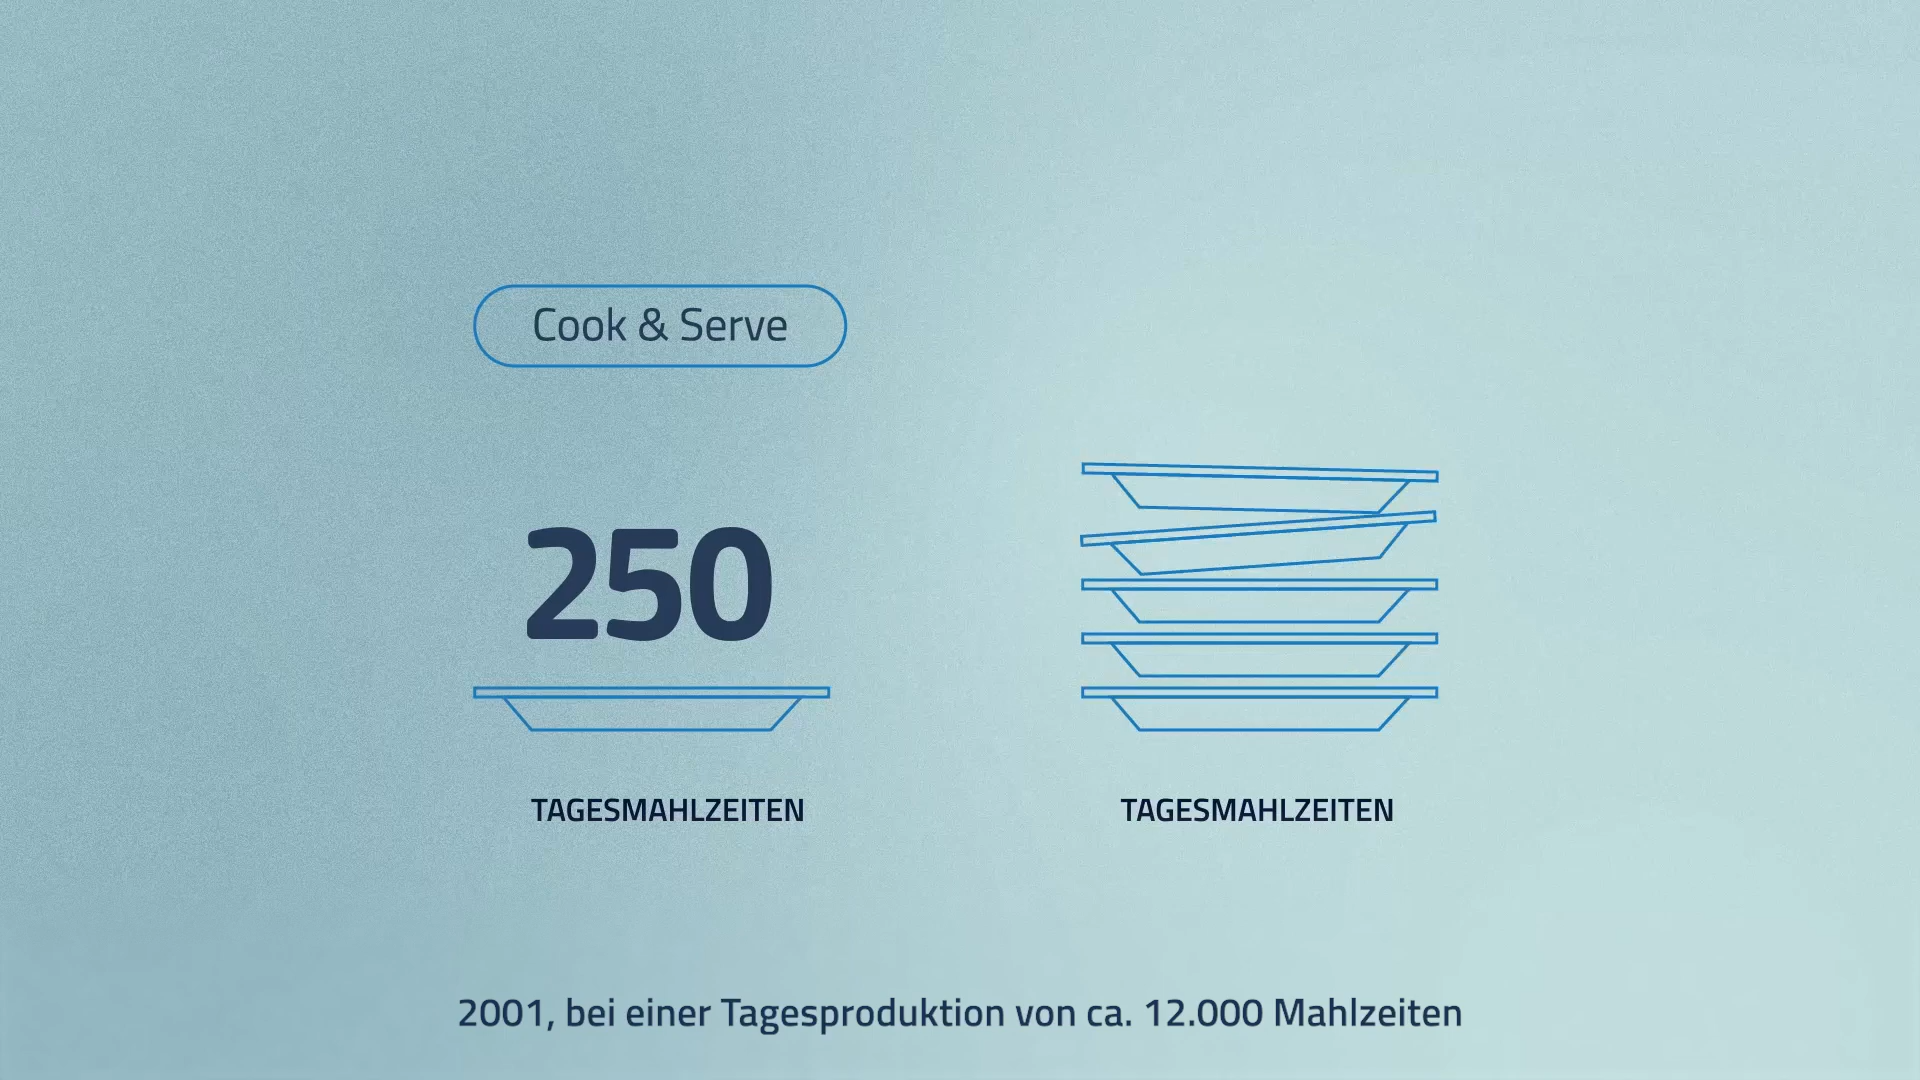 Cook & Serve
250
TAGESMAHLZEITEN
TAGESMAHLZEITEN
2001, bei einer Tagesproduktion von ca. 12.000 Mahlzeiten